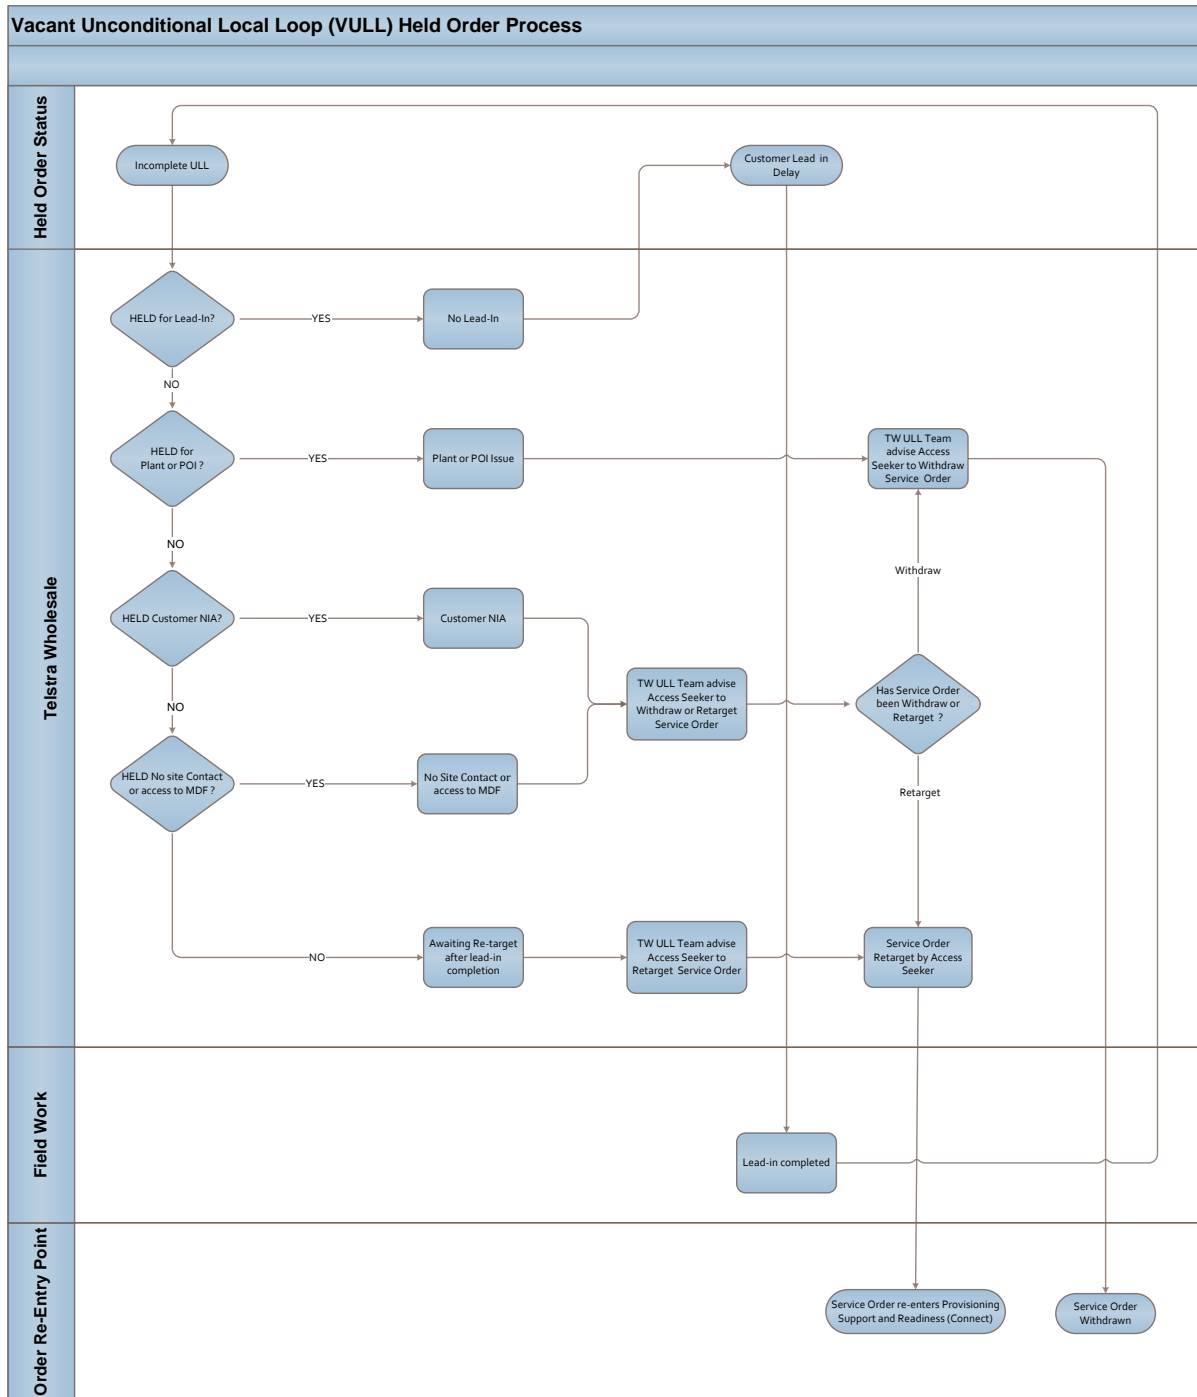 Vacant Unconditional Local Loop (VULL) Held Order Process
Held Order Status
Incomplete ULL
Customer Lead in
Delay
Telstra Wholesale
HELD for Lead-In?
YES
No Lead-In
NO
HELD for
Plant or POI ?
YES
Plant or POI Issue
TW ULL Team
advise Access
Seeker to Withdraw
Service Order
NO
Withdraw
HELD Customer NIA?
YES
Customer NIA
TW ULL Team advise
Access Seeker to
Withdraw or Retarget
Service Order
Has Service Order
been Withdraw or
Retarget ?
NO
HELD No site Contact
or access to MDF ?
YES
No Site Contact or
access to MDF
Retarget
NO
Awaiting Re-target
after lead-in
completion
TW ULL Team advise
Access Seeker to
Retarget Service Order
Service Order
Retarget by Access
Seeker
Field Work
Lead-in completed
Order Re-Entry Point
Service Order re-enters Provisioning
Support and Readiness (Connect)
Service Order
Withdrawn